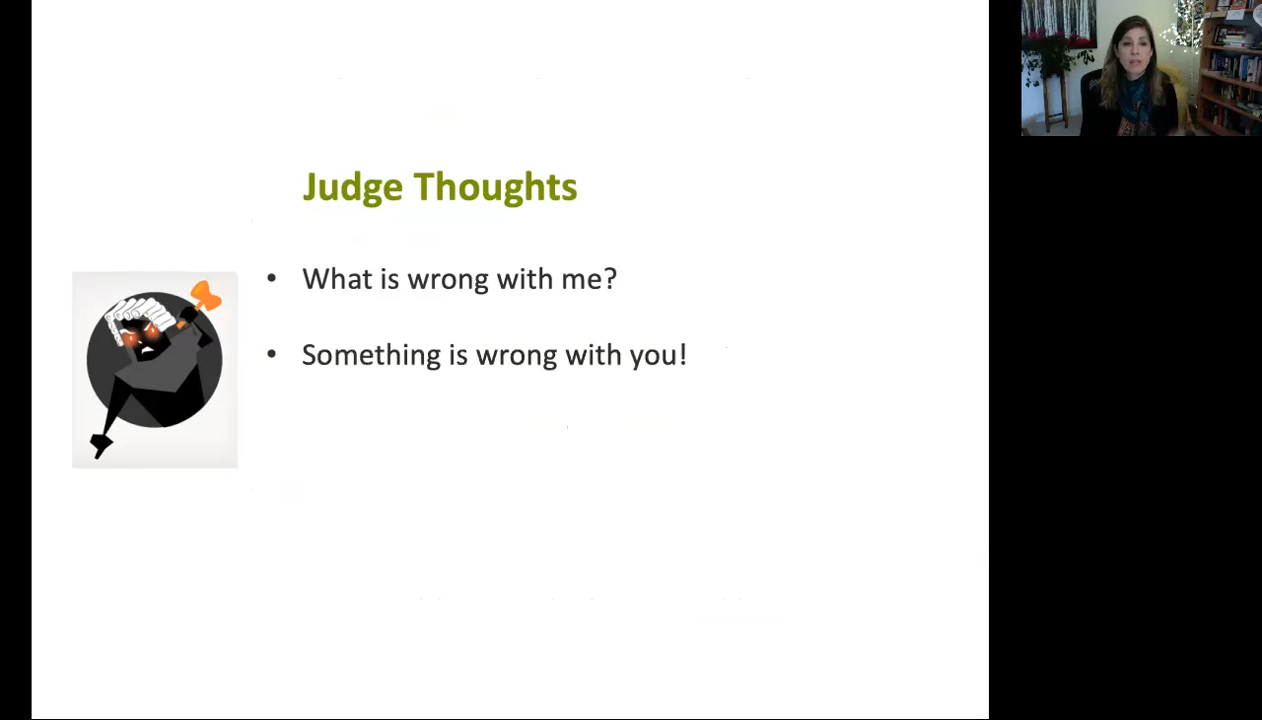 Judge Thoughts
• What is wrong with me?
• Something is wrong with you!